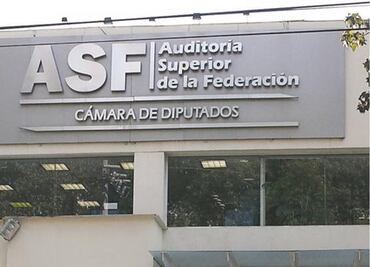 ASF
Auditoría
Superior
de la Federación
CÁMARA DE DIPUTADOS